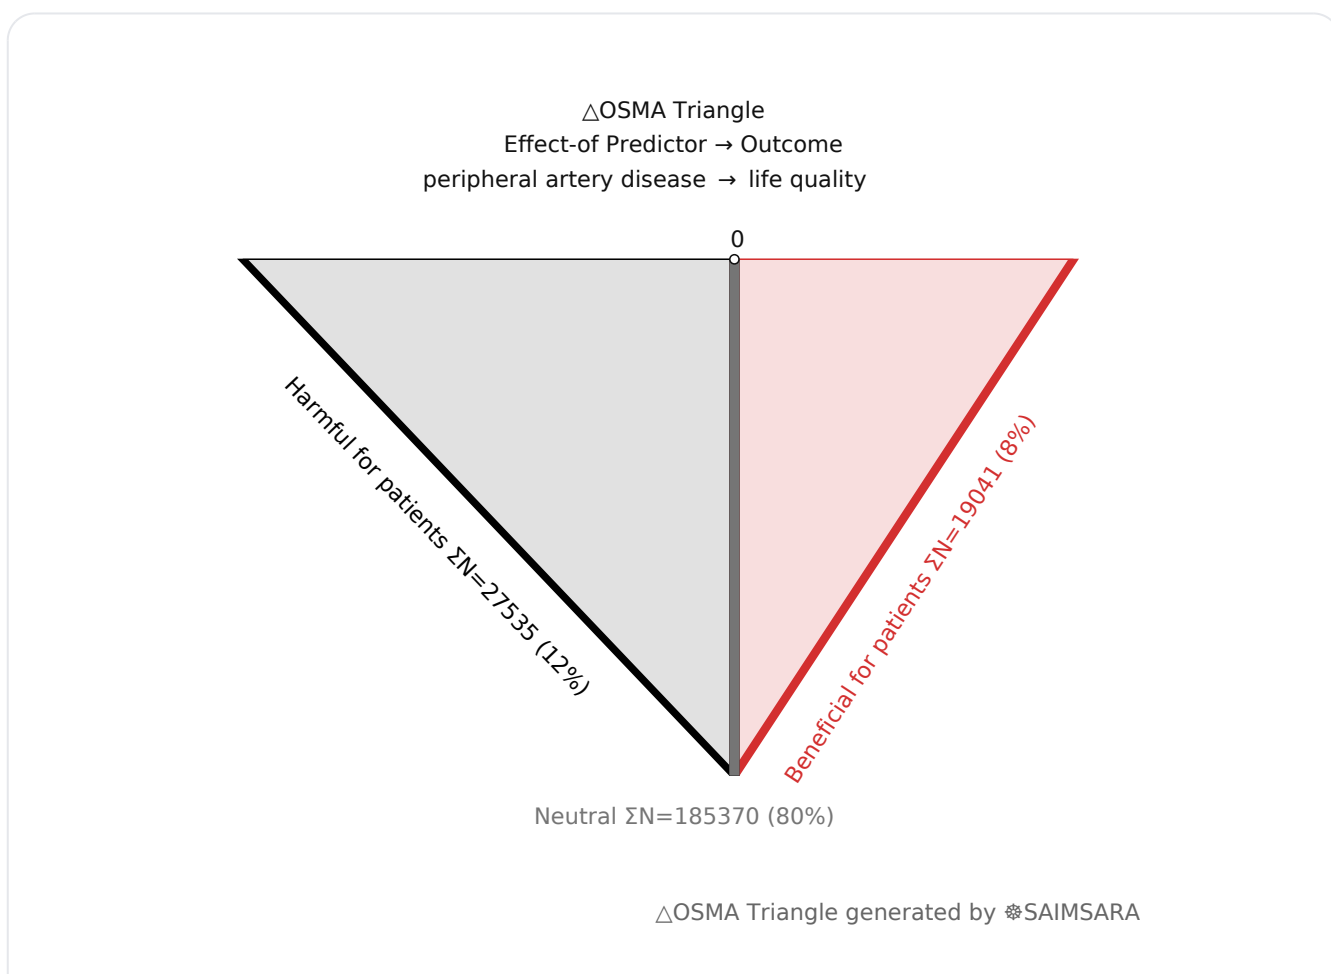 △OSMA Triangle
Effect-of Predictor → Outcome
peripheral artery disease → life quality
0
Harmful for patients ΣN=27535 (12%)
Beneficial for patients ΣN=19041 (8%)
Neutral ΣN=185370 (80%)
△OSMA Triangle generated by ☸SAIMSARA